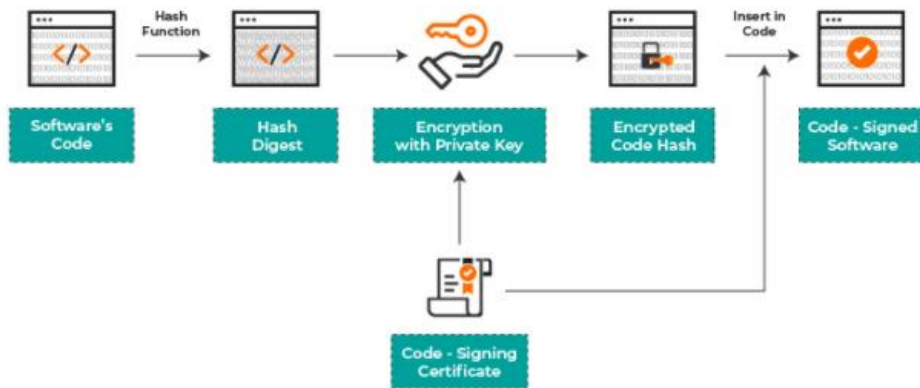 Hash
Function
Insert in
Code
</>
</>
Software's
Code
Hash
Digest
Encryption
with Private Key
Encrypted
Code Hash
Code - Signed
Software
Code - Signing
Certificate